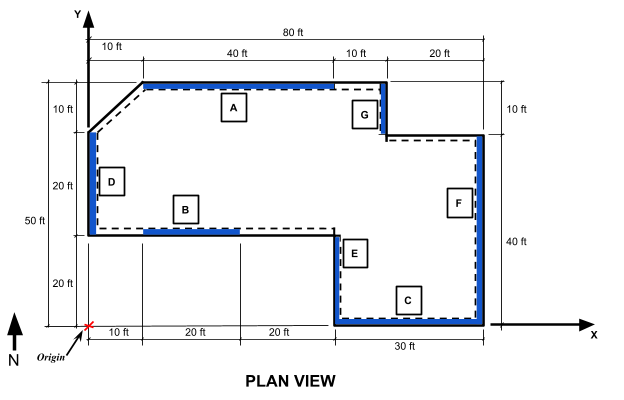 Y
80 ft
10 ft
40 ft
10 ft
20 ft
10 ft
A
G
10 ft
D
20 ft
B
F
50 ft
E
40 ft
20 ft
C
10 ft
20 ft
20 ft
30 ft
X
N
Origin
PLAN VIEW